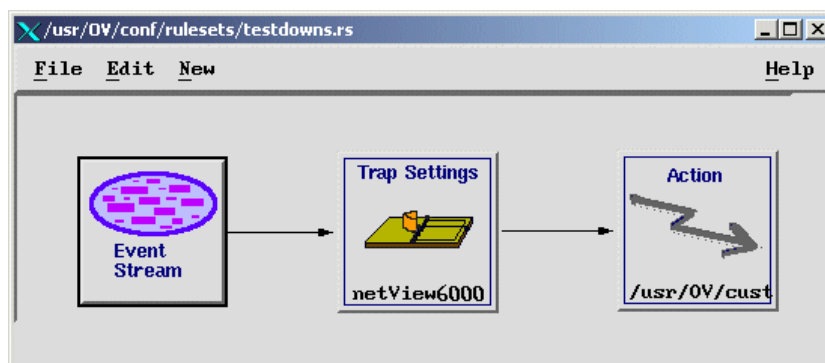 /usr/OV/conf/rulesets/testdowns.rs
File Edit New Help
Event
Stream
Trap Settings
netView6000
Action
/usr/OV/cust